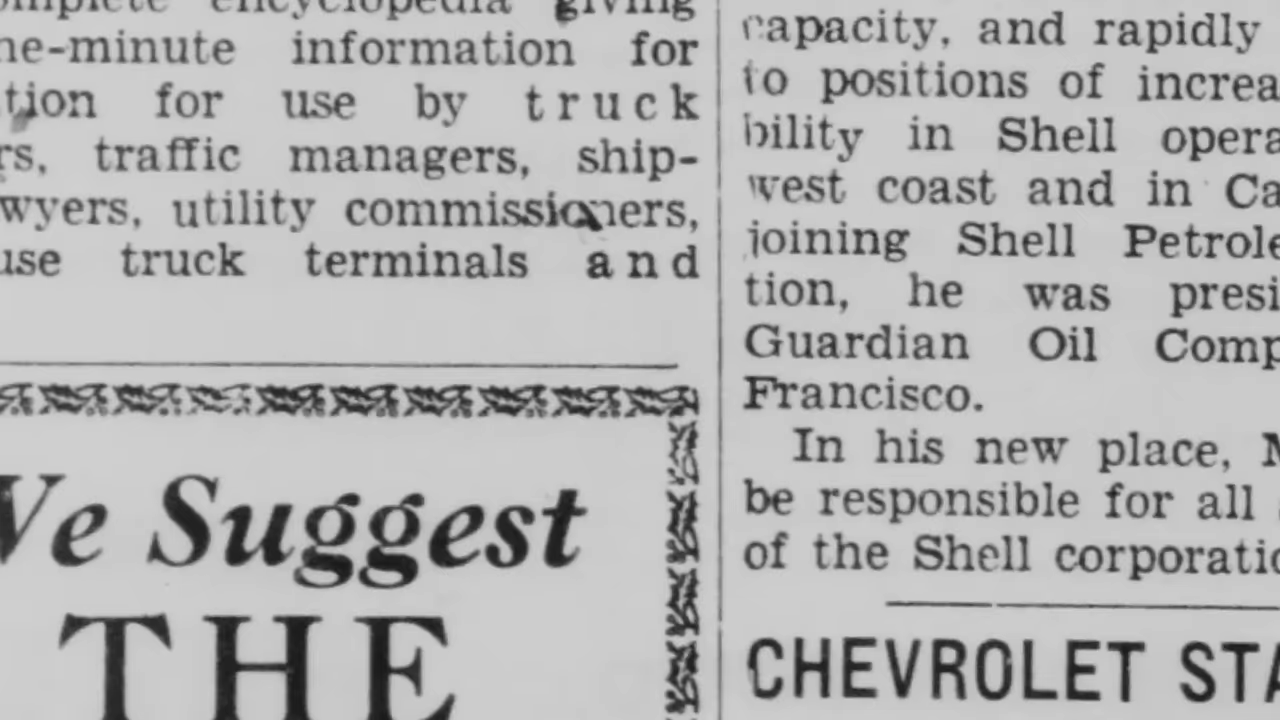 complete encyclopedia giving
ne-minute information for
tion for use by truck
rs, traffic managers, ship-
wyers, utility commissioners,
use truck terminals and
We Suggest
THE
capacity, and rapidly
to positions of increa
bility in Shell opera
west coast and in Ca
joining Shell Petrole
tion, he was presi
Guardian Oil Comp
Francisco.
In his new place, M
be responsible for all
of the Shell corporatio
CHEVROLET STA